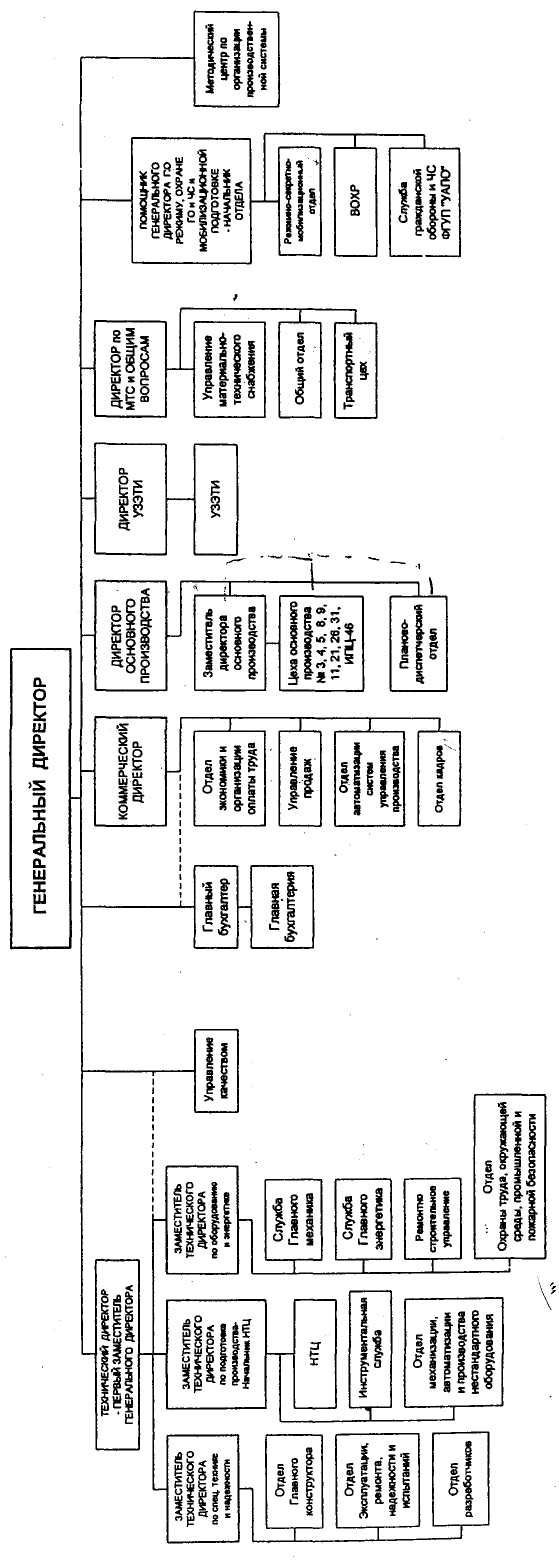 ГЕНЕРАЛЬНЫЙ ДИРЕКТОР
ТЕХНИЧЕСКИЙ ДИРЕКТОР
- ПЕРВЫЙ ЗАМЕСТИТЕЛЬ
ГЕНЕРАЛЬНОГО ДИРЕКТОРА
ЗАМЕСТИТЕЛЬ
ТЕХНИЧЕСКОГО
ДИРЕКТОРА
по спец. технике
и надежности
Отдел
Главного
конструктора
Отдел
Эксплуатации,
ремонта,
надежности и
испытаний
Отдел
разработчиков
ЗАМЕСТИТЕЛЬ
ТЕХНИЧЕСКОГО
ДИРЕКТОРА
по подготовке
производства-
Начальник НТЦ
НТЦ
Инструментальная
служба
Отдел
механизации,
автоматизации
и производства
нестандартного
оборудования
ЗАМЕСТИТЕЛЬ
ТЕХНИЧЕСКОГО
ДИРЕКТОРА
по оборудованию
и энергетике
Служба
Главного
механика
Служба
Главного
энергетика
Ремонтно
строительное
управление
Отдел
Охраны труда, окружающей
среды, промышленной и
пожарной безопасности
Управление
качеством
Главный
бухгалтер
Главная
бухгалтерия
КОММЕРЧЕСКИЙ
ДИРЕКТОР
Отдел
экономики и
организации
оплаты труда
Управление
продаж
Отдел
автоматизации
систем
управления
производства
Отдел кадров
ДИРЕКТОР
ОСНОВНОГО
ПРОИЗВОДСТВА
Заместитель
директора
основного
производства
Цеха основного
производства
№ 3, 4, 5, 8, 9,
11, 21, 26, 31,
ИПЦ-46
Планово-
диспетчерский
отдел
ДИРЕКТОР
УЗЭТИ
УЗЭТИ
ДИРЕКТОР по
МТС и ОБЩИМ
ВОПРОСАМ
Управление
материально-
технического
снабжения
Общий отдел
Транспортный
цех
ПОМОЩНИК
ГЕНЕРАЛЬНОГО
ДИРЕКТОРА ПО
РЕЖИМУ, ОХРАНЕ
ГО и ЧС и
МОБИЛИЗАЦИОННОЙ
ПОДГОТОВКЕ
- НАЧАЛЬНИК
ОТДЕЛА
Режимно-секретно-
мобилизационный
отдел
ВОХР
Служба
гражданской
обороны и ЧС
ФГУП "УАПО"
Методический
центр по
организации
производствен-
ной системы